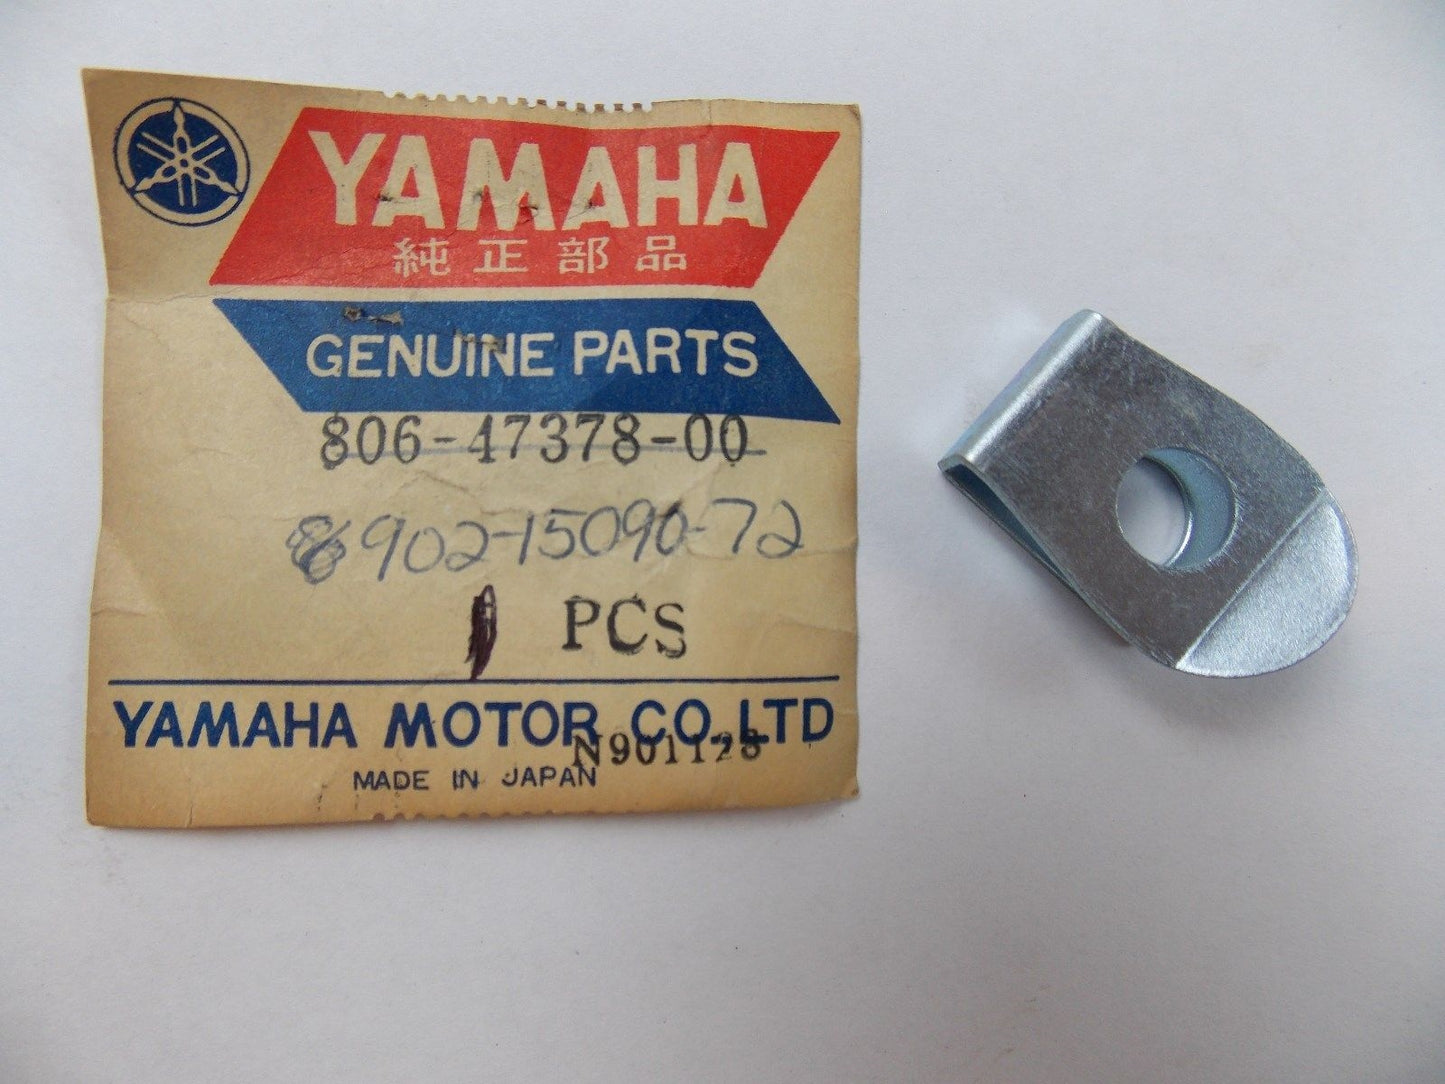 YAMAHA
純正部品
GENUINE PARTS
806-47378-00
902-15090-72
1 PCS
YAMAHA MOTOR CO.,LTD
N901128
MADE IN JAPAN